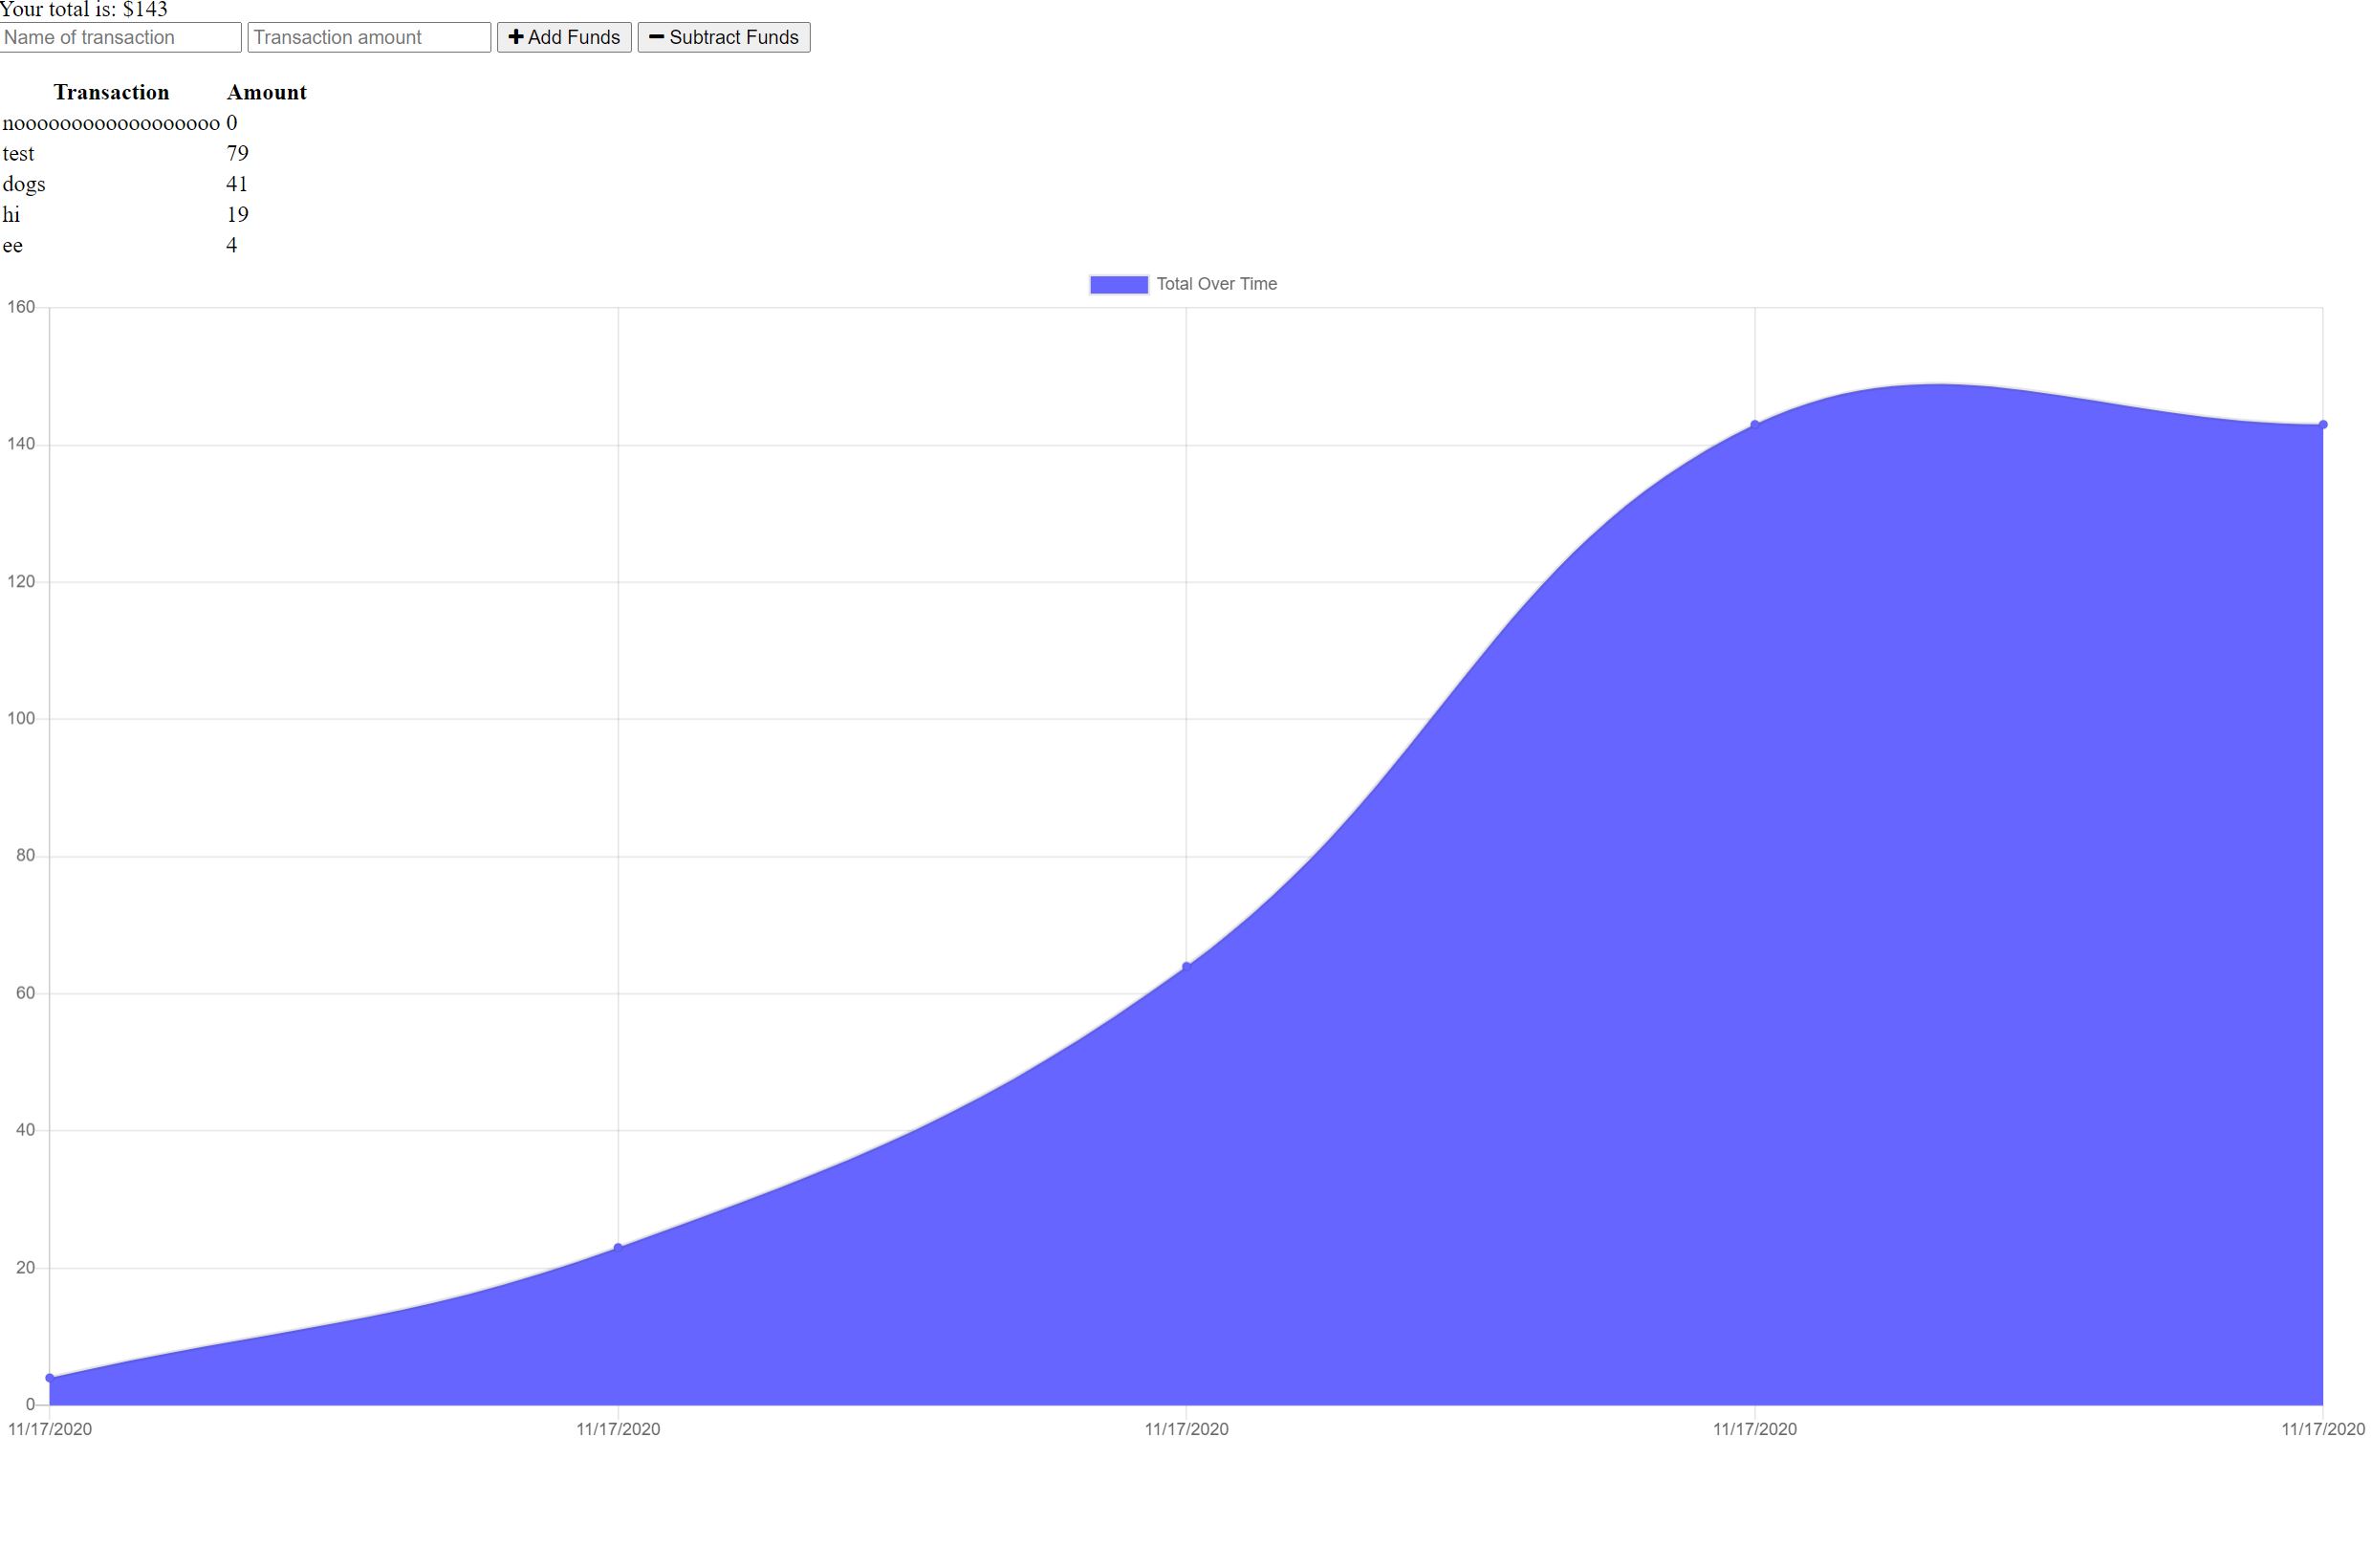 Your total is: $143
Name of transaction Transaction amount Add Funds Subtract Funds
Transaction Amount
noooooooooooooooooo 0
test 79
dogs 41
hi 19
ee 4
Total Over Time
160
140
120
100
80
60
40
20
0
11/17/2020 11/17/2020 11/17/2020 11/17/2020 11/17/2020